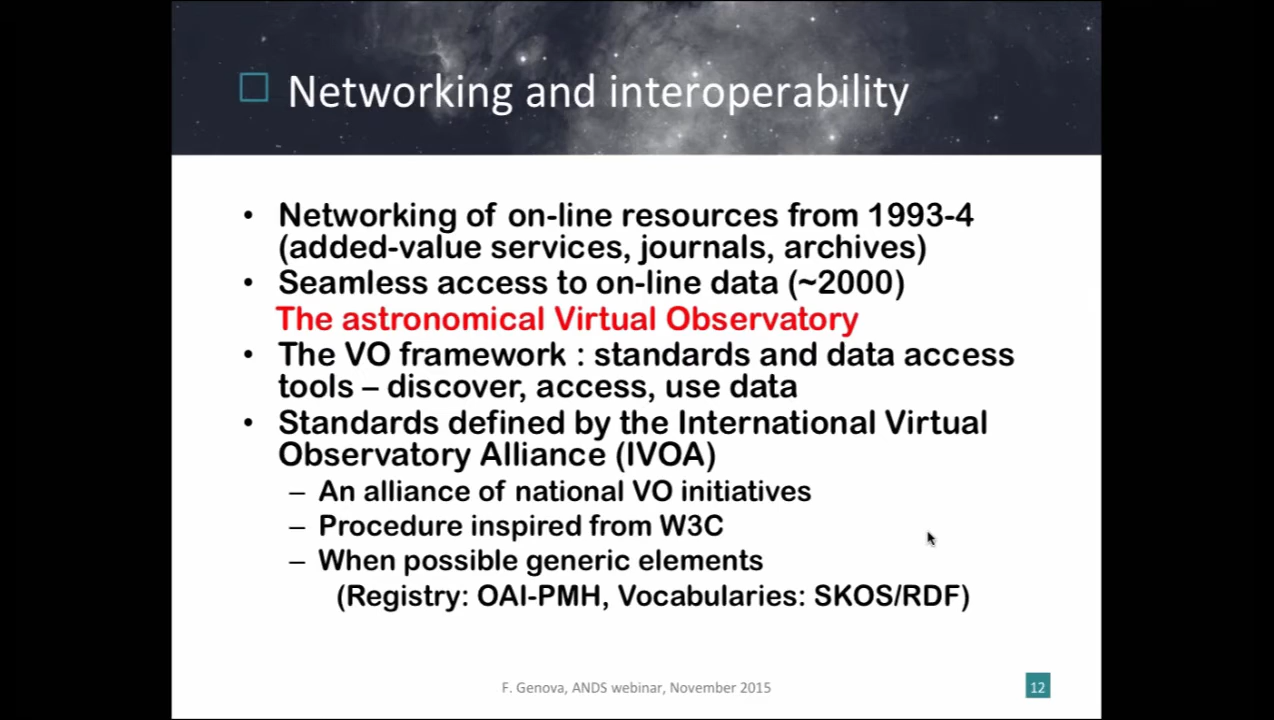 Networking and interoperability
• Networking of on-line resources from 1993-4
(added-value services, journals, archives)
• Seamless access to on-line data (~2000)
The astronomical Virtual Observatory
• The VO framework : standards and data access
tools – discover, access, use data
• Standards defined by the International Virtual
Observatory Alliance (IVOA)
– An alliance of national VO initiatives
– Procedure inspired from W3C
– When possible generic elements
(Registry: OAI-PMH, Vocabularies: SKOS/RDF)
F. Genova, ANDS webinar, November 2015
12